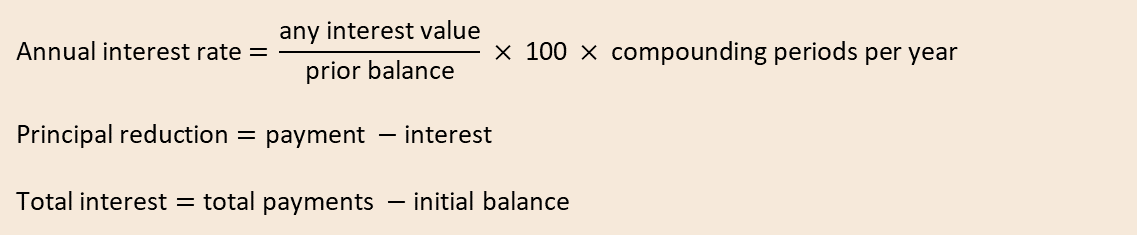 Annual interest rate = any interest value / prior balance × 100 × compounding periods per year
Principal reduction = payment − interest
Total interest = total payments − initial balance